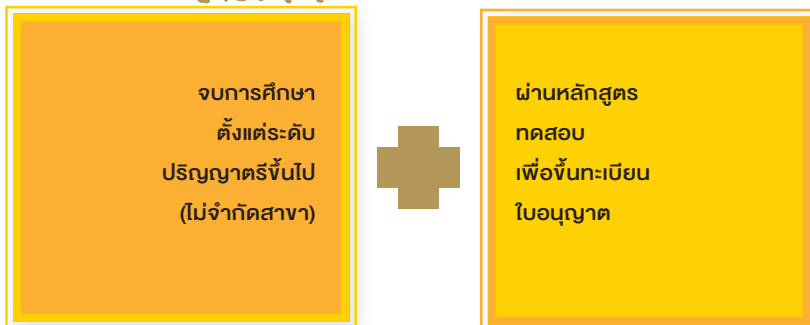 จบการศึกษา
ตั้งแต่ระดับ
ปริญญาตรีขึ้นไป
(ไม่จำกัดสาขา)
ผ่านหลักสูตร
ทดสอบ
เพื่อขึ้นทะเบียน
ใบอนุญาต